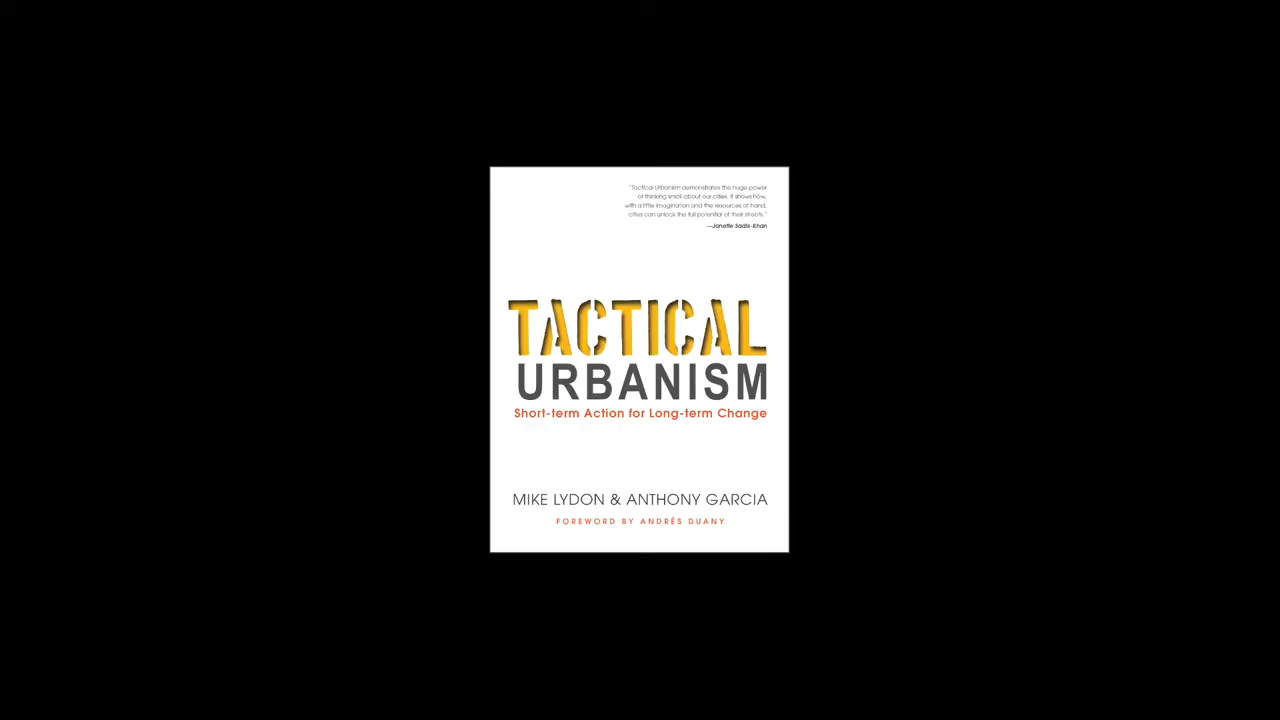 "Tactical Urbanism demonstrates the huge power
of thinking small about our cities. It shows how,
with a little imagination and the resources at hand,
cities can unlock the full potential of their streets."
—Janette Sadik-Khan
TACTICAL
URBANISM
Short-term Action for Long-term Change
MIKE LYDON & ANTHONY GARCIA
FOREWORD BY ANDRÉS DUANY